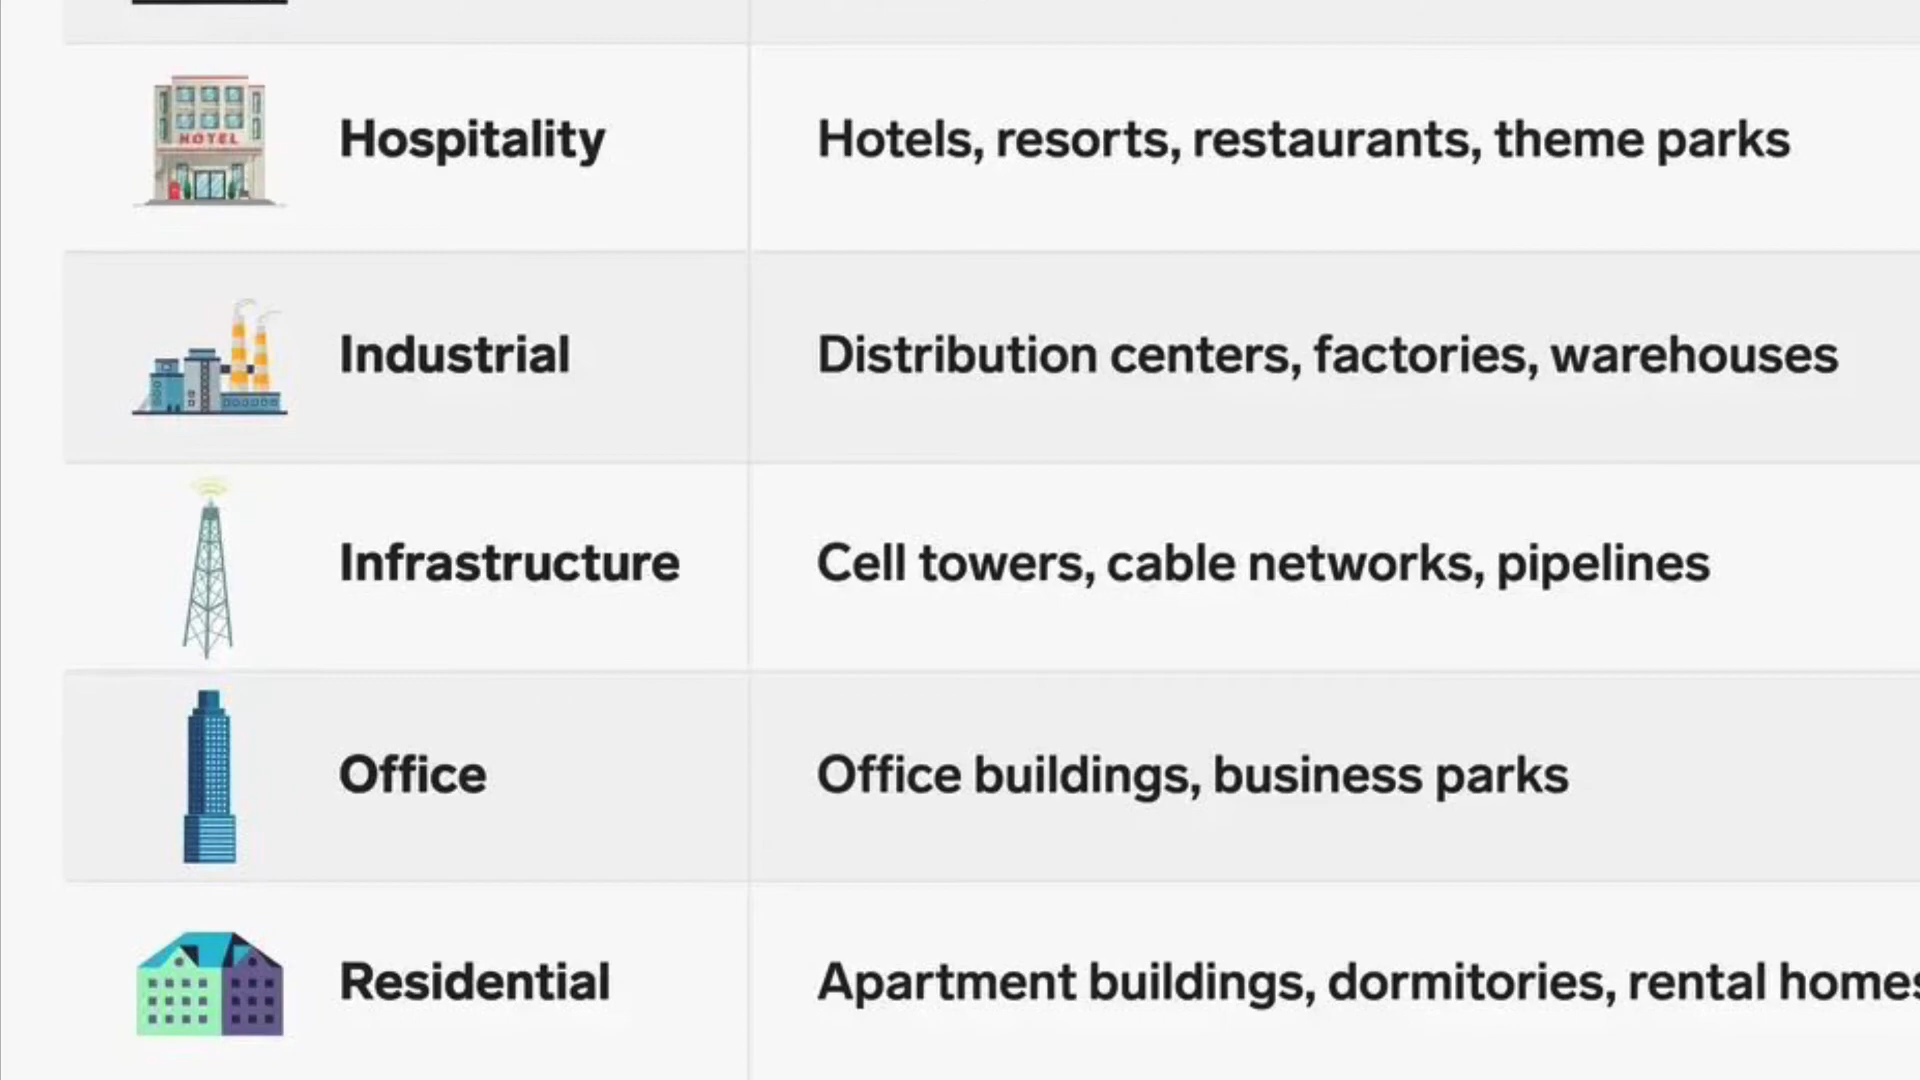 HOTEL
Hospitality
Hotels, resorts, restaurants, theme parks
Industrial
Distribution centers, factories, warehouses
Infrastructure
Cell towers, cable networks, pipelines
Office
Office buildings, business parks
Residential
Apartment buildings, dormitories, rental homes